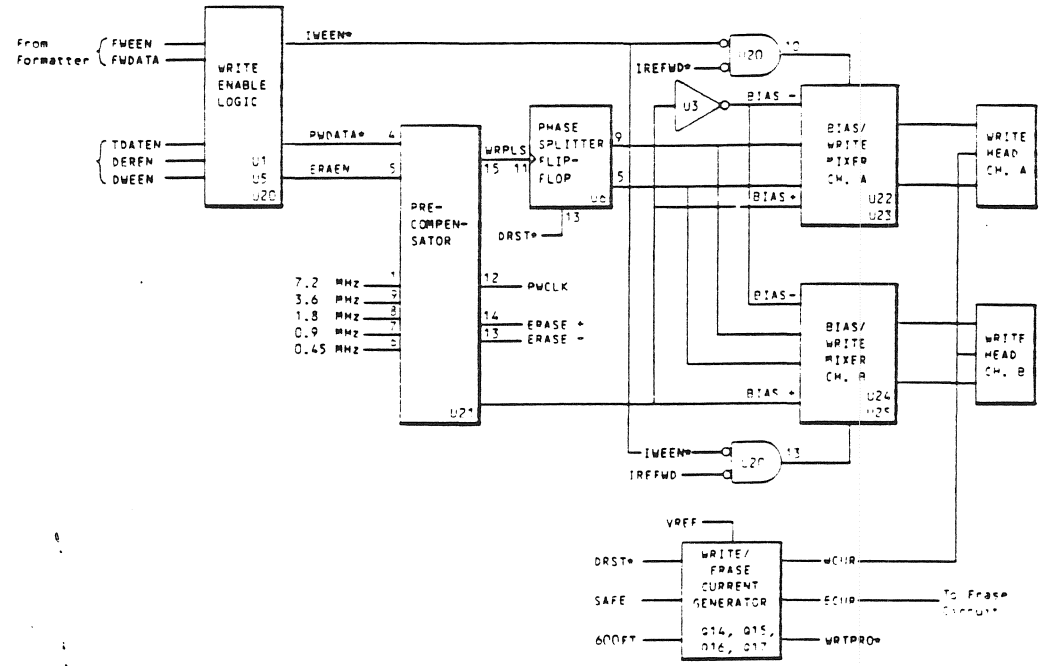 From
Formatter
FWEEN
FWDATA
WRITE
ENABLE
LOGIC
U1
U5
U20
TDATEN
DEREN
DWEEN
IWEEN*
PWDATA*
4
ERAEN
5
PRE-
COMPEN-
SATOR
U21
7.2 MHz
1
3.6 MHz
9
1.8 MHz
8
0.9 MHz
7
0.45 MHz
6
WRPLS
15
11
PHASE
SPLITTER
FLIP-
FLOP
U6
9
5
13
DRST*
12
PWCLK
14
ERASE +
13
ERASE -
IREFWD*
U20
10
U3
BIAS -
BIAS/
WRITE
MIXER
CH. A
U22
U23
BIAS+
WRITE
HEAD
CH. A
BIAS-
BIAS/
WRITE
MIXER
CH. B
U24
U25
BIAS +
WRITE
HEAD
CH. B
IWEEN*
IREFWD
U20
13
VREF
DRST*
SAFE
600FT
WRITE/
ERASE
CURRENT
GENERATOR
Q14, Q15,
Q16, Q17
WCUR
ECUR
To Erase
Circuit
WRTPRO*